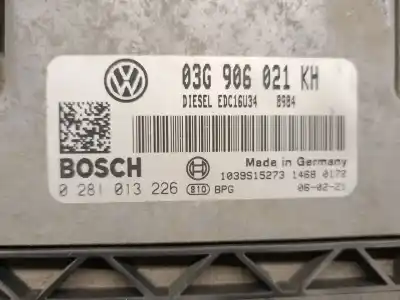 03G 906 021 KH
DIESEL EDC16U34 8984
BOSCH
Made in Germany
0 281 013 226 810 BPG
1039S15273 1468 0172
06-02-21